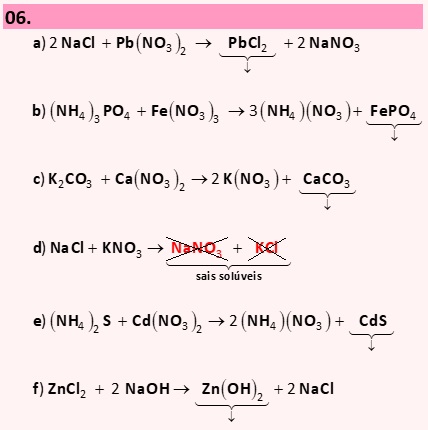 06.
a) 2 NaCl + Pb(NO₃)₂ → PbCl₂ + 2 NaNO₃
b) (NH₄)₃ PO₄ + Fe(NO₃)₃ → 3 (NH₄)(NO₃) + FePO₄
c) K₂CO₃ + Ca(NO₃)₂ → 2 K(NO₃) + CaCO₃
d) NaCl + KNO₃ → NaNO₃ + KCl
sais solúveis
e) (NH₄)₂ S + Cd(NO₃)₂ → 2 (NH₄)(NO₃) + CdS
f) ZnCl₂ + 2 NaOH → Zn(OH)₂ + 2 NaCl